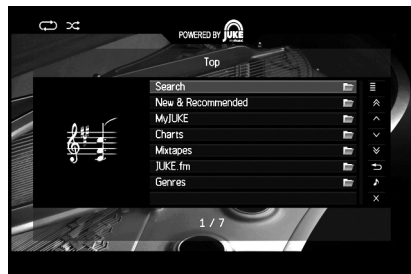 POWERED BY JUKE
Top
Search
New & Recommended
MyJUKE
Charts
Mixtapes
JUKE.fm
Genres
1 / 7